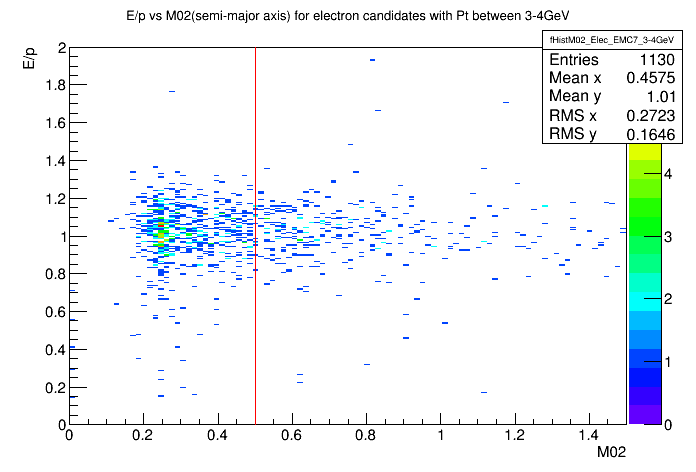 E/p vs M02(semi-major axis) for electron candidates with Pt between 3-4GeV
fHistM02_Elec_EMC7_3-4GeV
Entries 1130
Mean x 0.4575
Mean y 1.01
RMS x 0.2723
RMS y 0.1646
E/p
2
1.8
1.6
1.4
1.2
1
0.8
0.6
0.4
0.2
0
0 0.2 0.4 0.6 0.8 1 1.2 1.4
M02
4
3
2
1
0